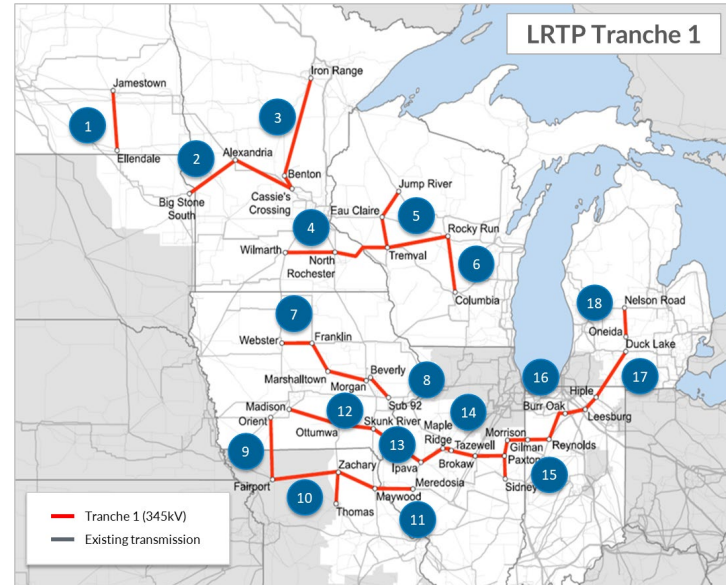 LRTP Tranche 1
Jamestown
Iron Range
1
3
2
Ellendale
Alexandria
Benton
Big Stone
South
Cassie's
Crossing
Jump River
4
Eau Claire
5
Rocky Run
Wilmarth
North
Rochester
Tremval
6
Columbia
18
Nelson Road
7
Oneida
Webster
Franklin
Duck Lake
Marshalltown
Beverly
Morgan
8
16
17
Hiple
Madison
Sub 92
Burr Oak
Orient
12
Skunk River
14
Leesburg
Ottumwa
Maple
Ridge
Morrison
13
Tazewell
Gilman
Reynolds
9
Zachary
Ipava
Brokaw
Paxton
Fairport
Meredosia
Sidney
15
10
Maywood
Thomas
11
Tranche 1 (345kV)
Existing transmission